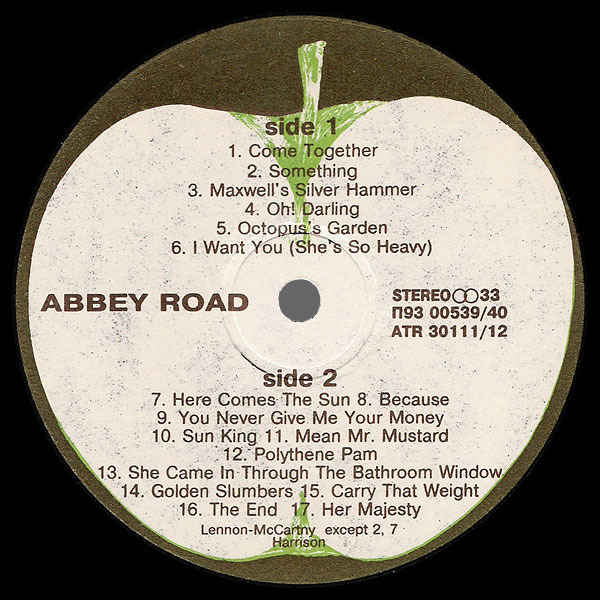 side 1
1. Come Together
2. Something
3. Maxwell's Silver Hammer
4. Oh! Darling
5. Octopus's Garden
6. I Want You (She's So Heavy)
ABBEY ROAD
STEREO 33
П93 00539/40
ATR 30111/12
side 2
7. Here Comes The Sun 8. Because
9. You Never Give Me Your Money
10. Sun King 11. Mean Mr. Mustard
12. Polythene Pam
13. She Came In Through The Bathroom Window
14. Golden Slumbers 15. Carry That Weight
16. The End 17. Her Majesty
Lennon-McCartny except 2, 7
Harrison